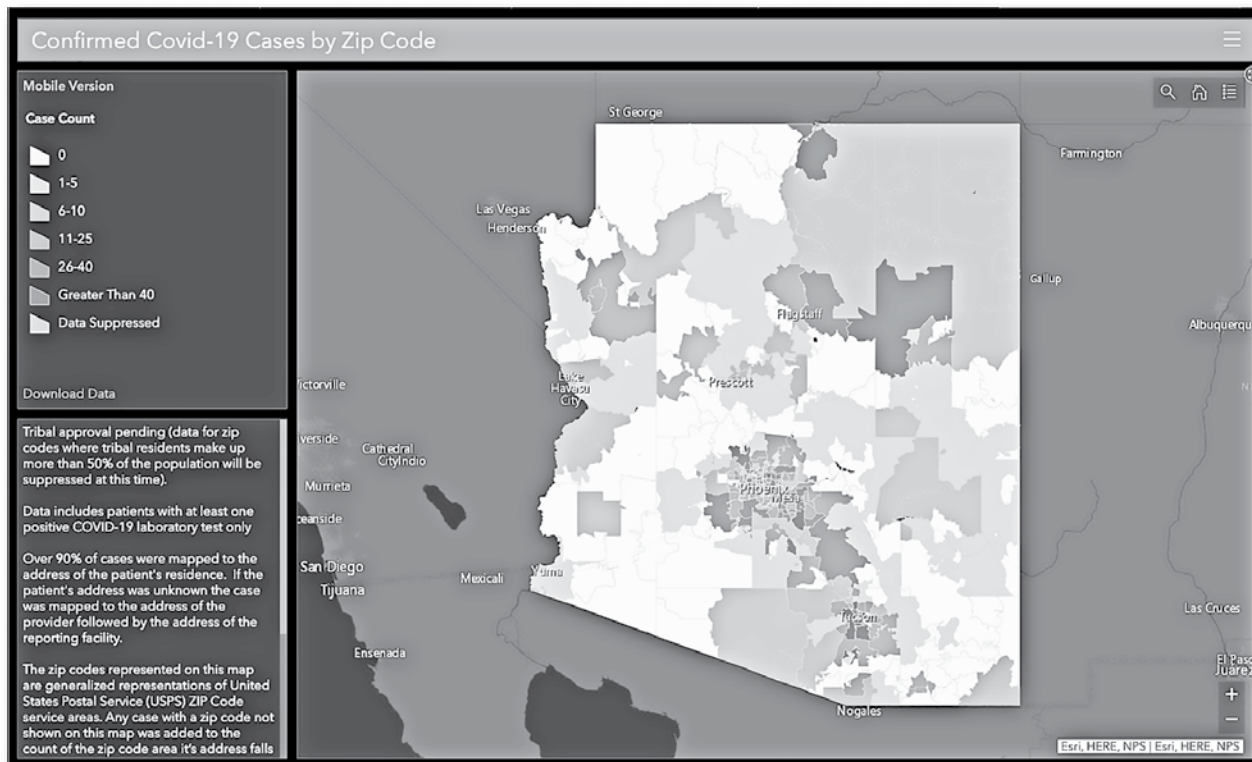 Confirmed Covid-19 Cases by Zip Code
Mobile Version
Case Count
0
1-5
6-10
11-25
26-40
Greater Than 40
Data Suppressed
Download Data
Tribal approval pending (data for zip
codes where tribal residents make up
more than 50% of the population will be
suppressed at this time).
Data includes patients with at least one
positive COVID-19 laboratory test only
Over 90% of cases were mapped to the
address of the patient's residence. If the
patient's address was unknown the case
was mapped to the address of the
provider followed by the address of the
reporting facility.
The zip codes represented on this map
are generalized representations of United
States Postal Service (USPS) ZIP Code
service areas. Any case with a zip code not
shown on this map was added to the
count of the zip code area it's address falls
St George
Farmington
Las Vegas
Henderson
Gallup
Flagstaff
Albuquerqu
ictorville
Lake
Havasu
City
Prescott
verside
Cathedral
CityIndio
Murrieta
ceanside
Phoenix
Mesa
San Diego
Tijuana
Mexicali
Yuma
Las Cruces
Tucson
Ensenada
El Paso
Juarez
Nogales
+
−
Esri, HERE, NPS | Esri, HERE, NPS